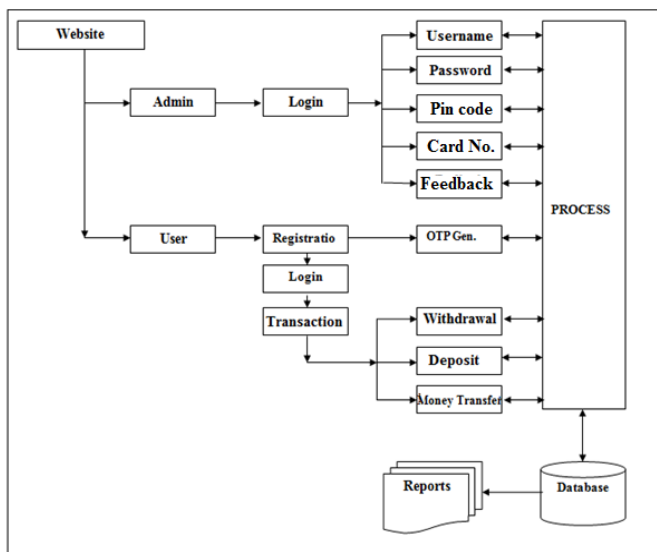 Website
Username
Password
Admin
Login
Pin code
Card No.
Feedback
PROCESS
User
Registratio
OTP Gen.
Login
Transaction
Withdrawal
Deposit
Money Transfer
Reports
Database